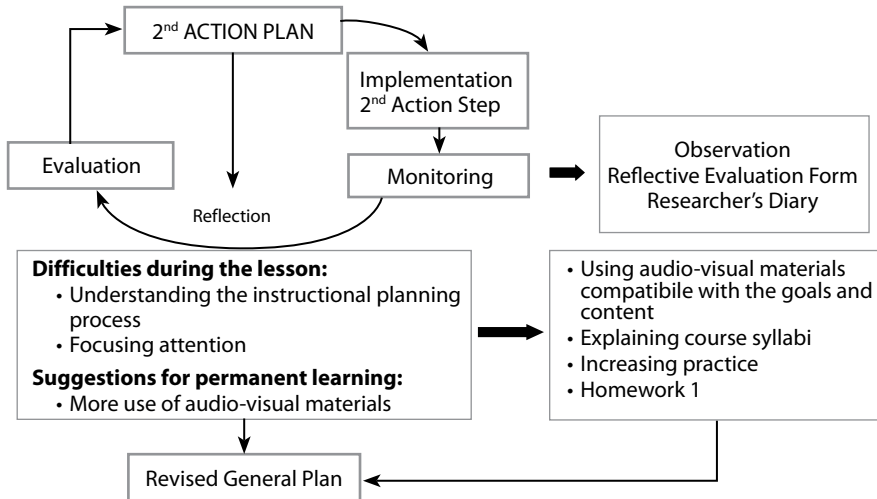 2nd ACTION PLAN
Implementation
2nd Action Step
Evaluation
Monitoring
Reflection
Observation
Reflective Evaluation Form
Researcher's Diary
Difficulties during the lesson:
• Understanding the instructional planning
process
• Focusing attention
Suggestions for permanent learning:
• More use of audio-visual materials
• Using audio-visual materials
compatibile with the goals and
content
• Explaining course syllabi
• Increasing practice
• Homework 1
Revised General Plan